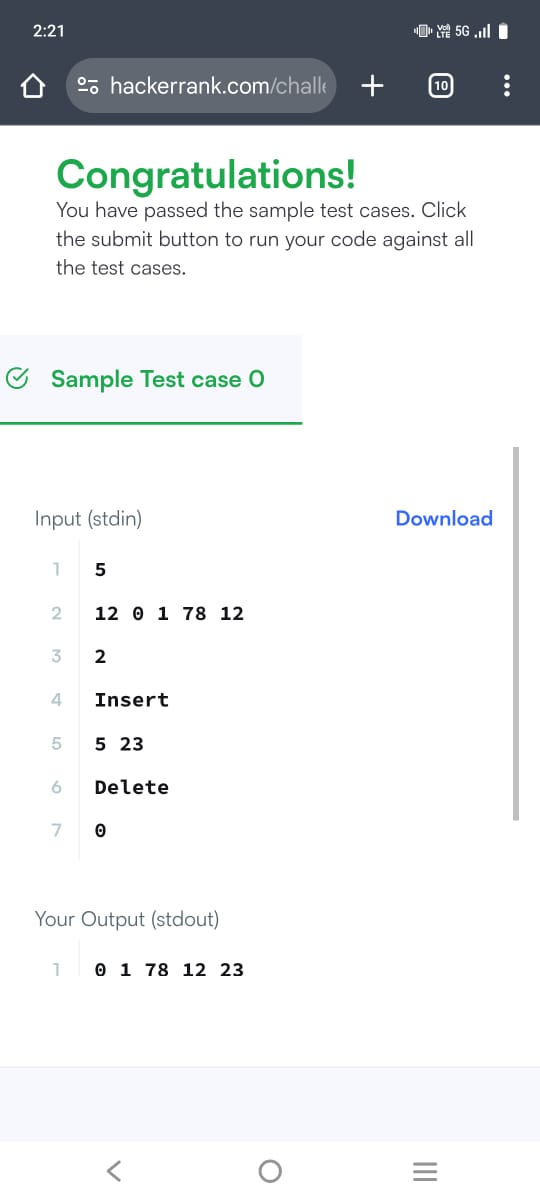 2:21
Vo) LTE 5G
hackerrank.com/challe
10
Congratulations!
You have passed the sample test cases. Click
the submit button to run your code against all
the test cases.
Sample Test case 0
Input (stdin)
Download
1 5
2 12 0 1 78 12
3 2
4 Insert
5 5 23
6 Delete
7 0
Your Output (stdout)
1 0 1 78 12 23